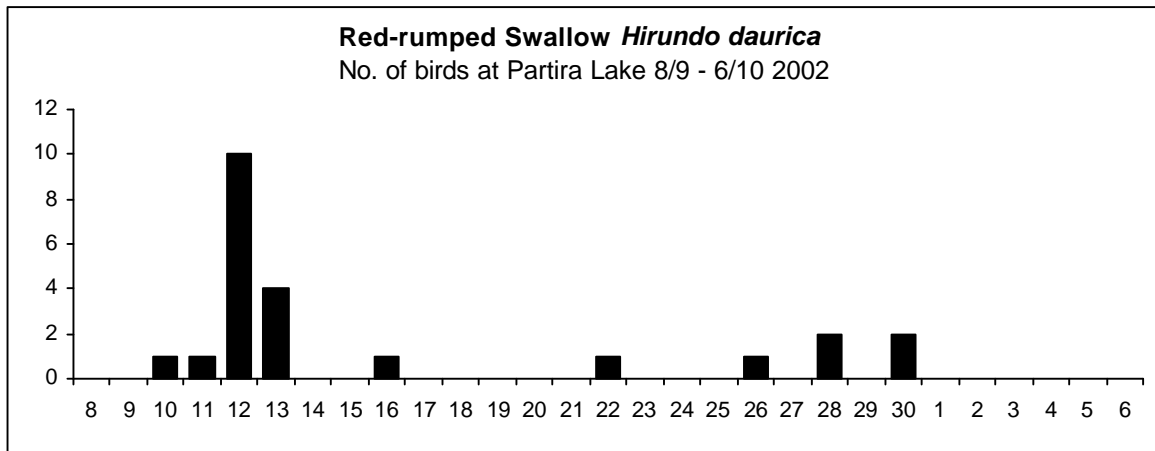 Red-rumped Swallow Hirundo daurica
No. of birds at Partira Lake 8/9 - 6/10 2002
12
10
8
6
4
2
0
8 9 10 11 12 13 14 15 16 17 18 19 20 21 22 23 24 25 26 27 28 29 30 1 2 3 4 5 6